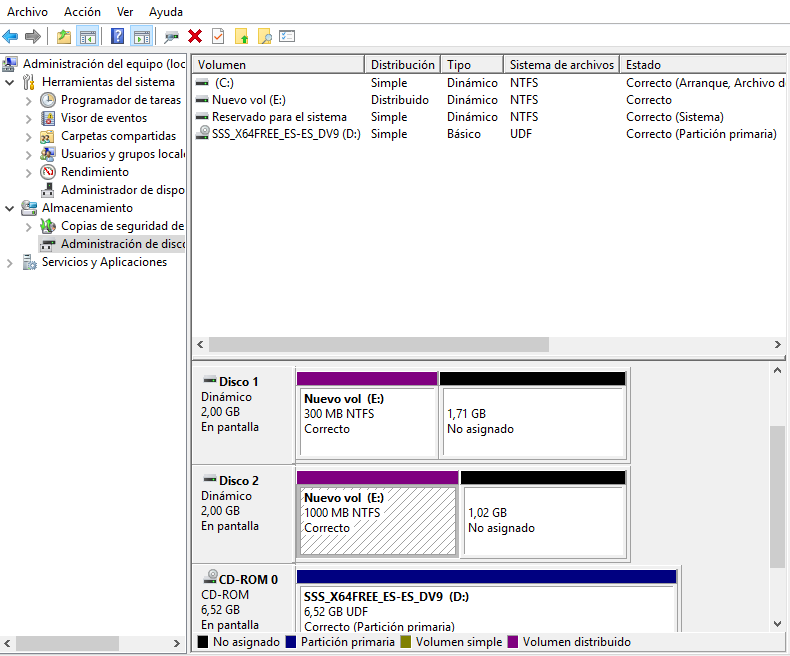 Archivo Acción Ver Ayuda
Administración del equipo (loc
Herramientas del sistema
Programador de tareas
Visor de eventos
Carpetas compartidas
Usuarios y grupos locale
Rendimiento
Administrador de dispo
Almacenamiento
Copias de seguridad de
Administración de disco
Servicios y Aplicaciones
Volumen Distribución Tipo Sistema de archivos Estado
(C:) Simple Dinámico NTFS Correcto (Arranque, Archivo d
Nuevo vol (E:) Distribuido Dinámico NTFS Correcto
Reservado para el sistema Simple Dinámico NTFS Correcto (Sistema)
SSS_X64FREE_ES-ES_DV9 (D:) Simple Básico UDF Correcto (Partición primaria)
Disco 1
Dinámico
2,00 GB
En pantalla
Nuevo vol (E:)
300 MB NTFS
Correcto
1,71 GB
No asignado
Disco 2
Dinámico
2,00 GB
En pantalla
Nuevo vol (E:)
1000 MB NTFS
Correcto
1,02 GB
No asignado
CD-ROM 0
CD-ROM
6,52 GB
En pantalla
SSS_X64FREE_ES-ES_DV9 (D:)
6,52 GB UDF
Correcto (Partición primaria)
No asignado Partición primaria Volumen simple Volumen distribuido